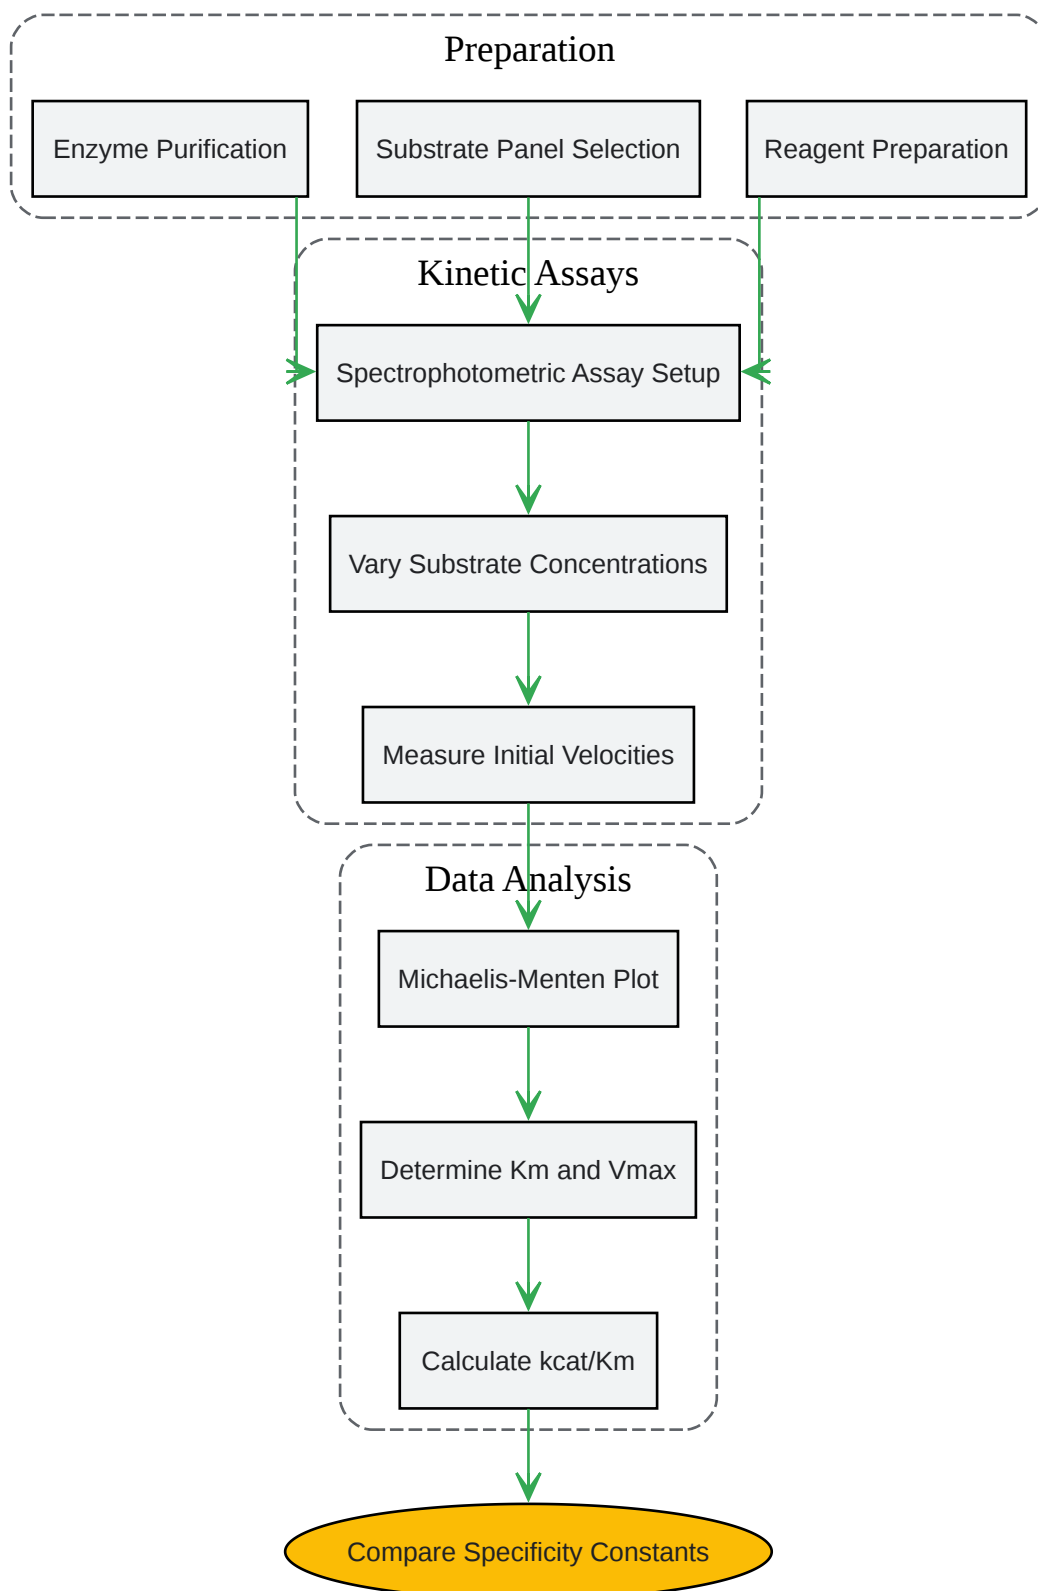 Preparation
Enzyme Purification
Substrate Panel Selection
Reagent Preparation
Kinetic Assays
Spectrophotometric Assay Setup
Vary Substrate Concentrations
Measure Initial Velocities
Data Analysis
Michaelis-Menten Plot
Determine Km and Vmax
Calculate kcat/Km
Compare Specificity Constants